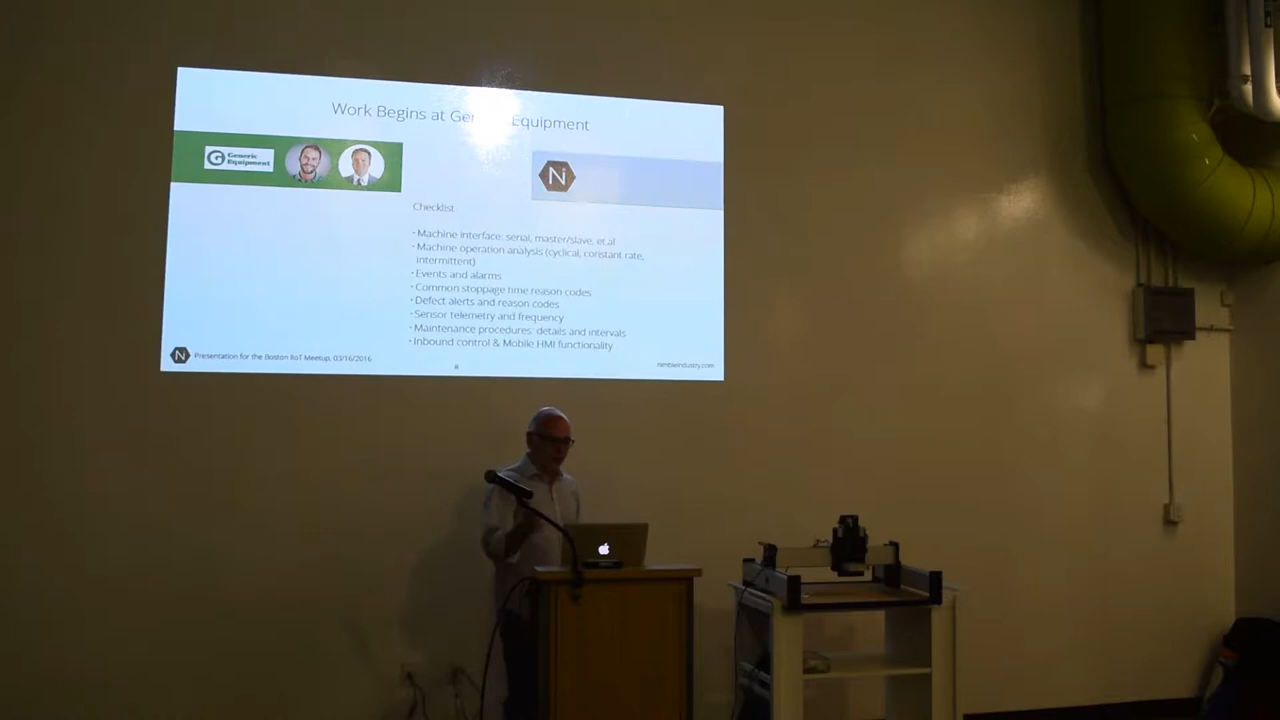 Work Begins at Ge Equipment
G Generic
Equipment
N
Checklist
· Machine interface: serial, master/slave, et.al
· Machine operation analysis (cyclical, constant rate,
intermittent)
· Events and alarms
· Common stoppage time reason codes
· Defect alerts and reason codes
· Sensor telemetry and frequency
· Maintenance procedures: details and intervals
· Inbound control & Mobile HMI functionality
N Presentation for the Boston IIoT Meetup, 03/16/2016
8
nimbleindustry.com